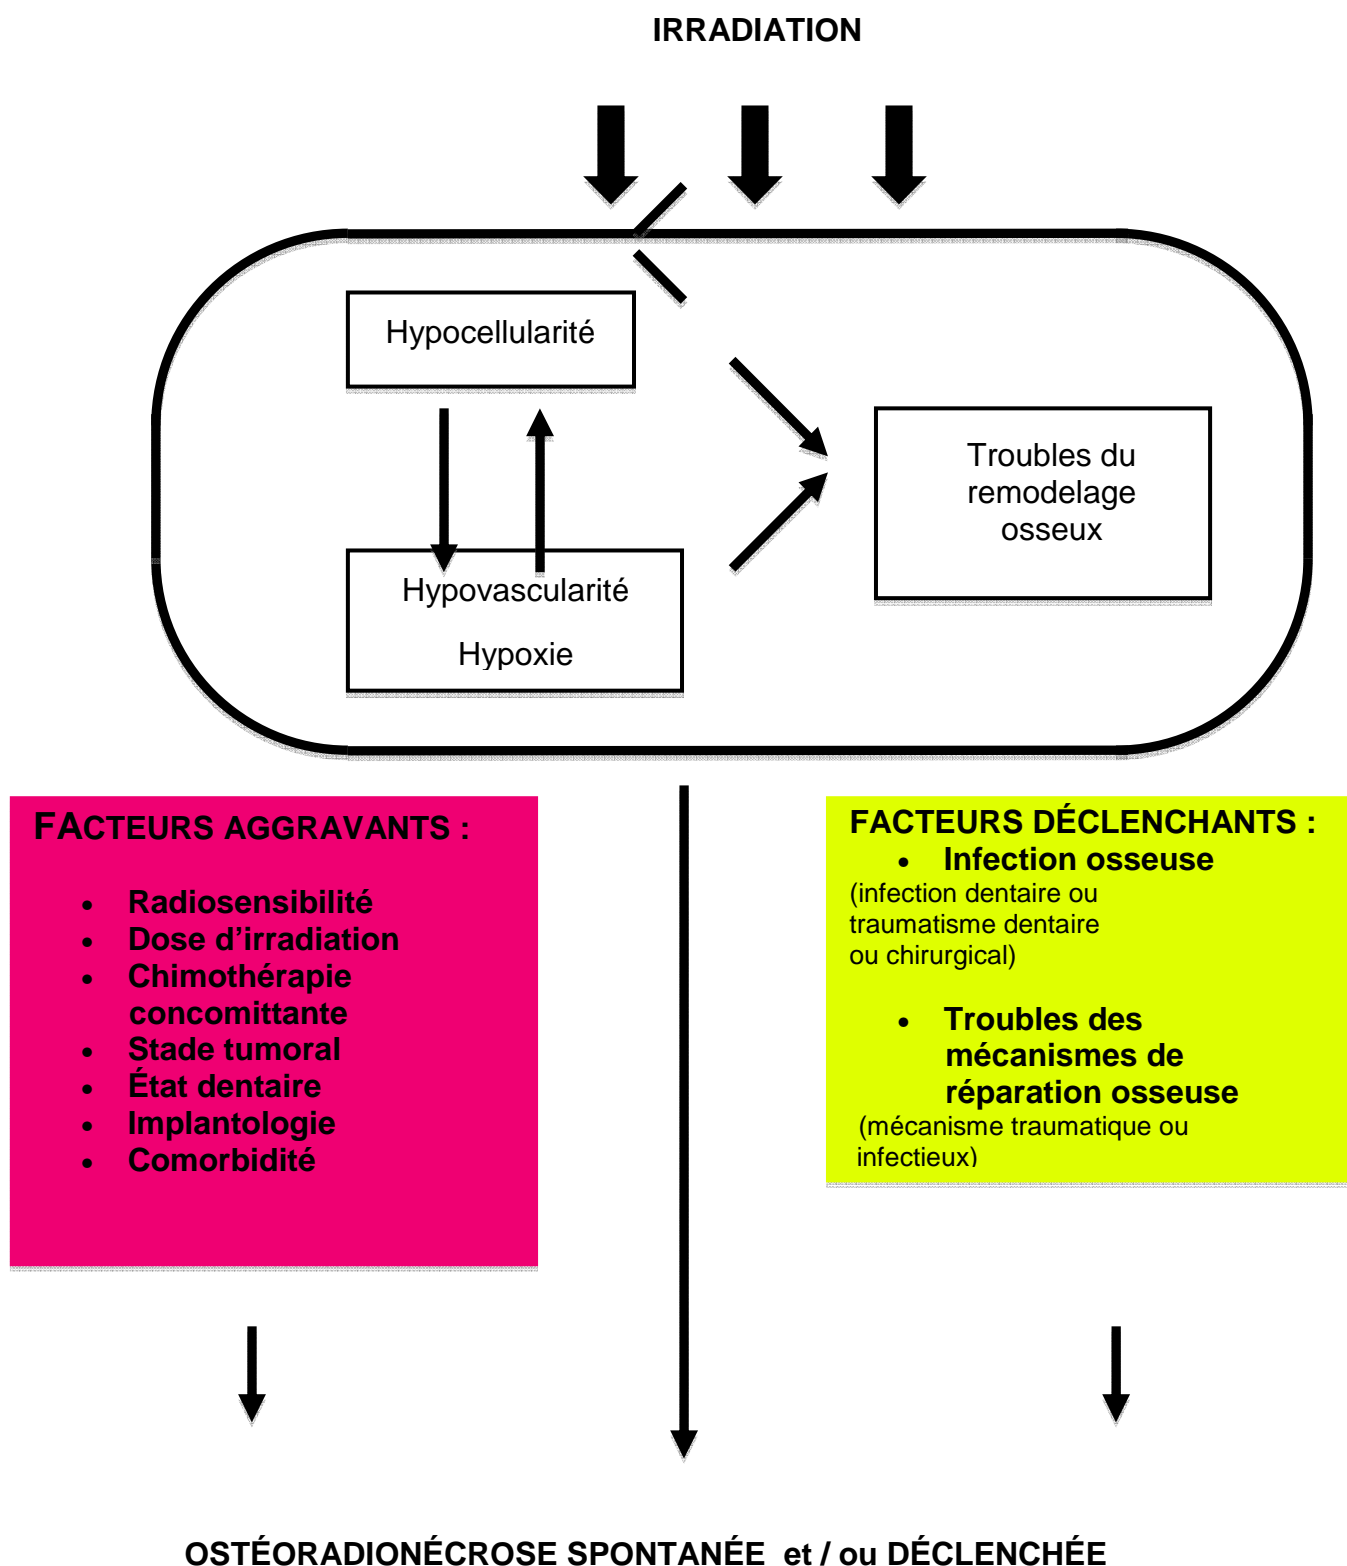 IRRADIATION
Hypocellularité
Troubles du
remodelage
osseux
Hypovascularité
Hypoxie
FACTEURS AGGRAVANTS :
• Radiosensibilité
• Dose d’irradiation
• Chimothérapie
concomittante
• Stade tumoral
• État dentaire
• Implantologie
• Comorbidité
FACTEURS DÉCLENCHANTS :
• Infection osseuse
(infection dentaire ou
traumatisme dentaire
ou chirurgical)
• Troubles des
mécanismes de
réparation osseuse
(mécanisme traumatique ou
infectieux)
OSTÉORADIONÉCROSE SPONTANÉE et / ou DÉCLENCHÉE